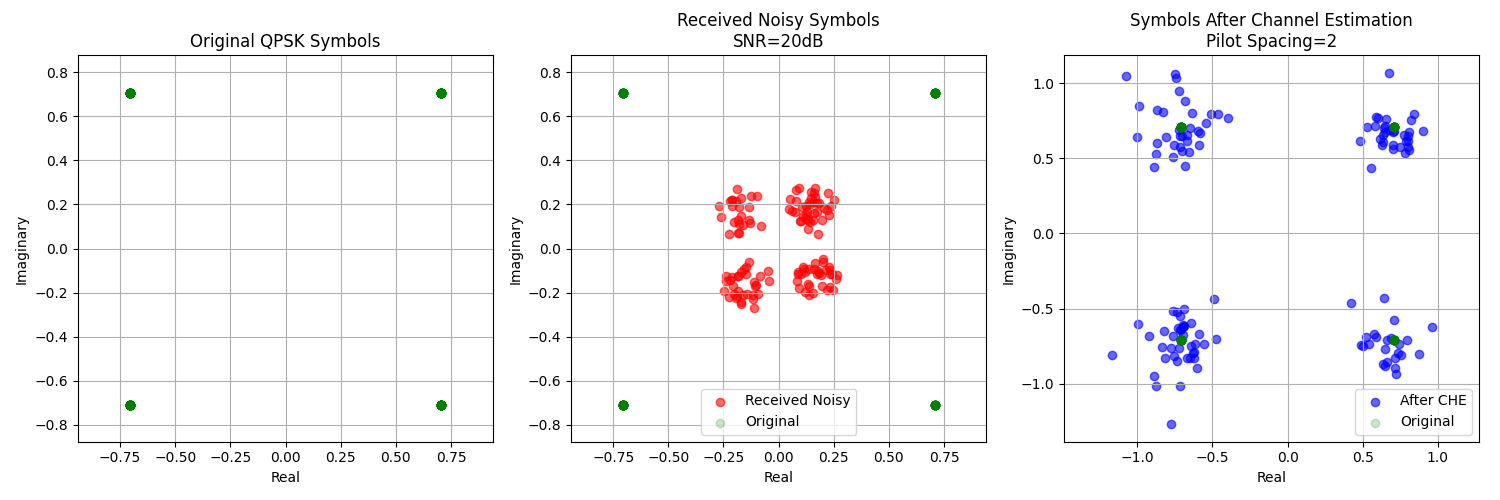 Original QPSK Symbols
0.8
0.6
0.4
0.2
0.0
−0.2
−0.4
−0.6
−0.8
Imaginary
−0.75 −0.50 −0.25 0.00 0.25 0.50 0.75
Real
Received Noisy Symbols
SNR=20dB
0.8
0.6
0.4
0.2
0.0
−0.2
−0.4
−0.6
−0.8
Imaginary
Received Noisy
Original
−0.75 −0.50 −0.25 0.00 0.25 0.50 0.75
Real
Symbols After Channel Estimation
Pilot Spacing=2
1.0
0.5
0.0
−0.5
−1.0
Imaginary
After CHE
Original
−1.0 −0.5 0.0 0.5 1.0
Real